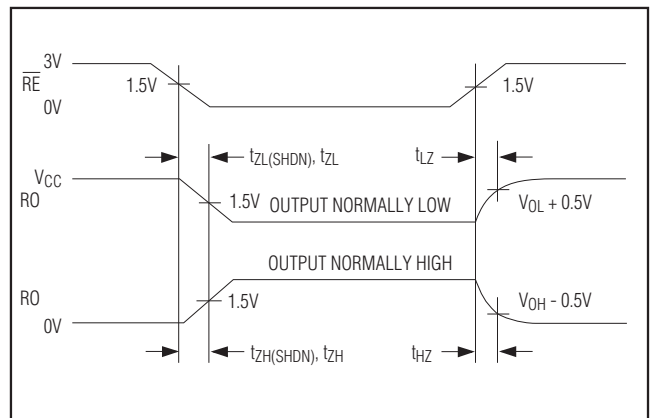 3V
R̅E̅
1.5V
1.5V
0V
tZL(SHDN), tZL
tLZ
VCC
RO
1.5V
OUTPUT NORMALLY LOW
VOL + 0.5V
OUTPUT NORMALLY HIGH
RO
1.5V
VOH - 0.5V
0V
tZH(SHDN), tZH
tHZ